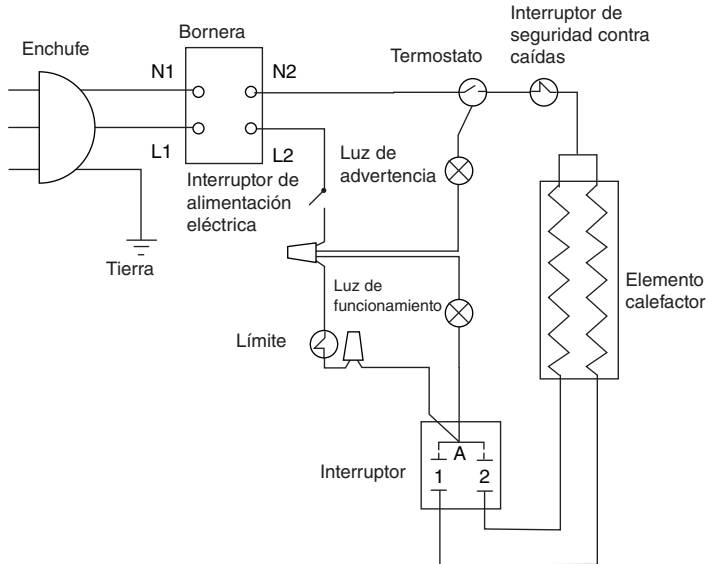 Interruptor de
seguridad contra
caídas
Enchufe
Bornera
Termostato
N1
N2
L1
L2
Luz de
advertencia
Interruptor de
alimentación
eléctrica
Tierra
Luz de
funcionamiento
Elemento
calefactor
Límite
A
Interruptor
1
2